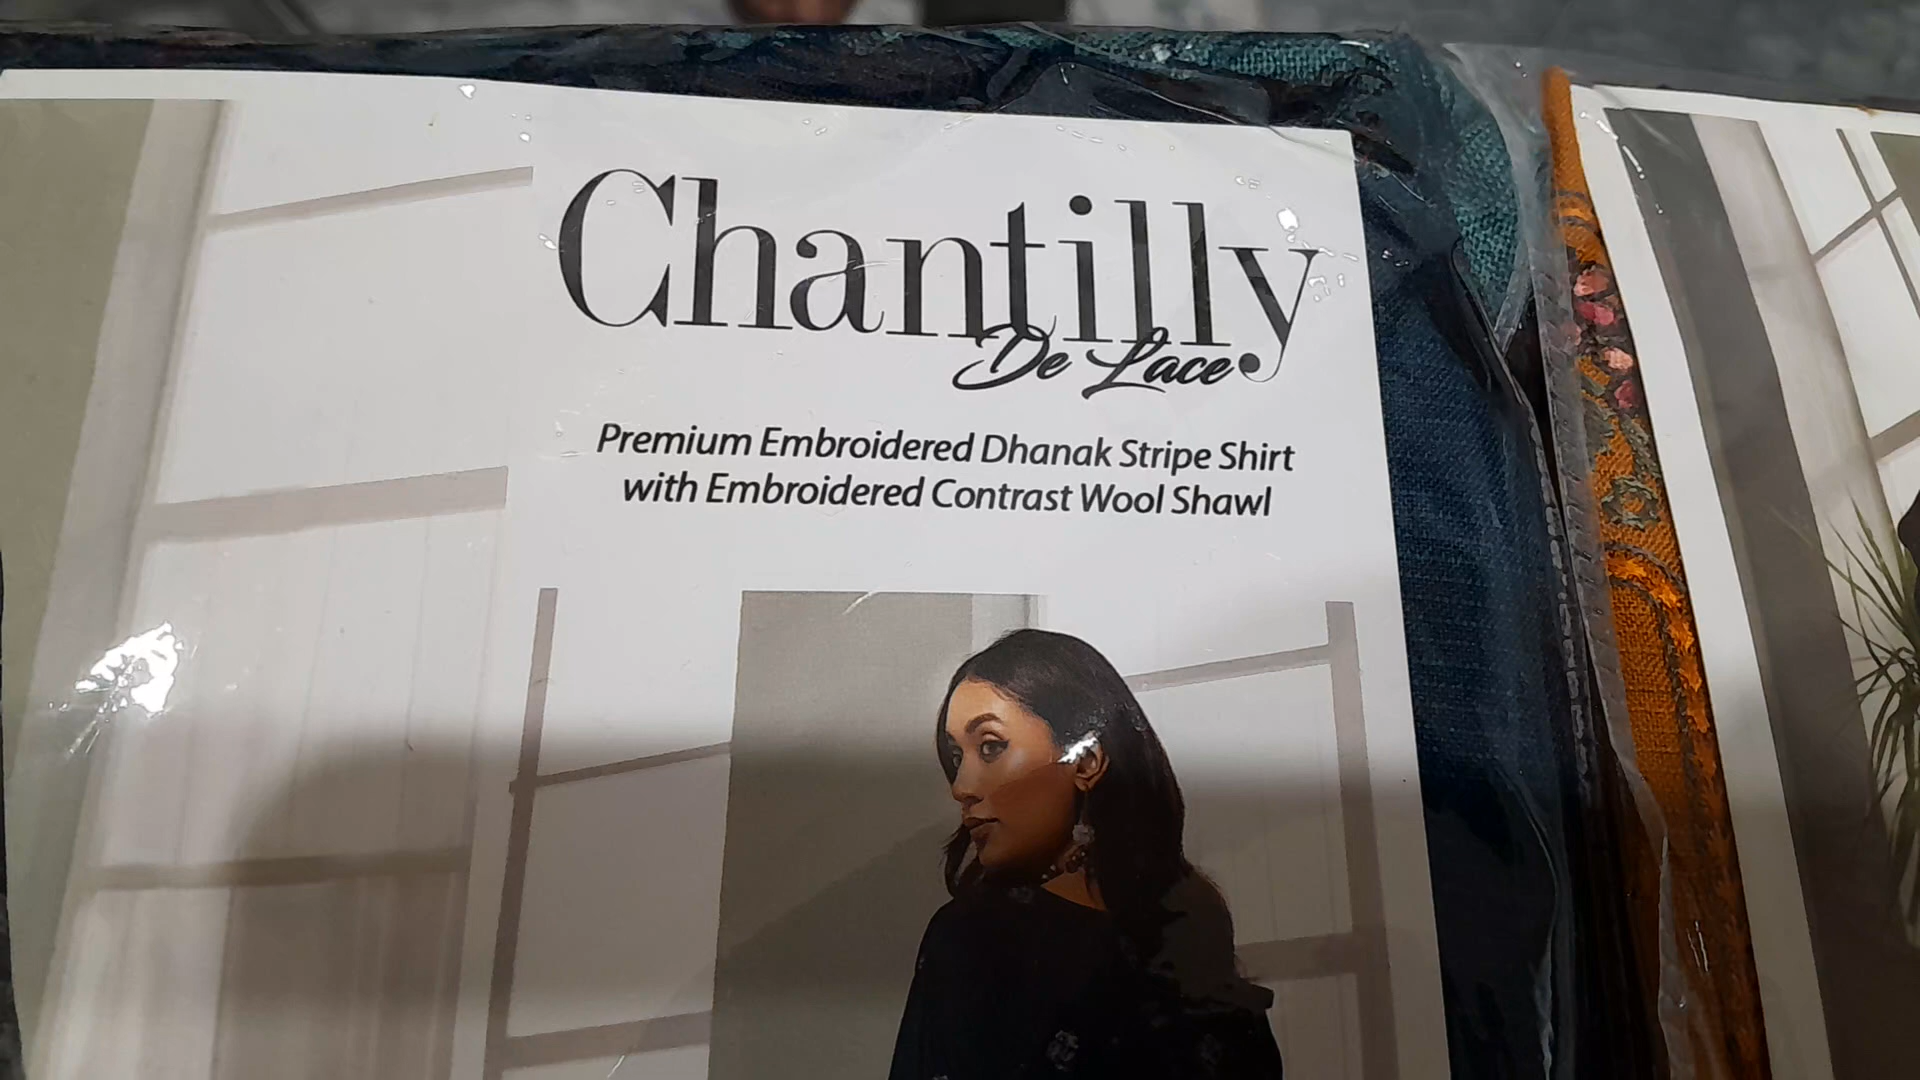 Chantilly
De Lace
Premium Embroidered Dhanak Stripe Shirt
with Embroidered Contrast Wool Shawl